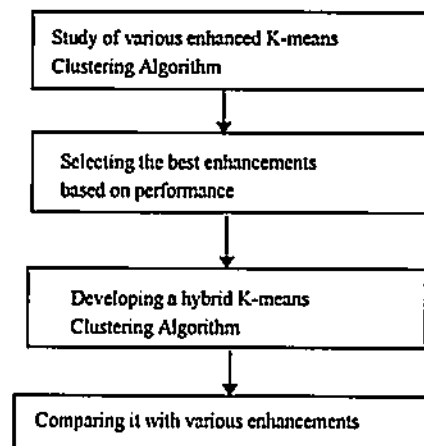 Study of various enhanced K-means
Clustering Algorithm
Selecting the best enhancements
based on performance
Developing a hybrid K-means
Clustering Algorithm
Comparing it with various enhancements